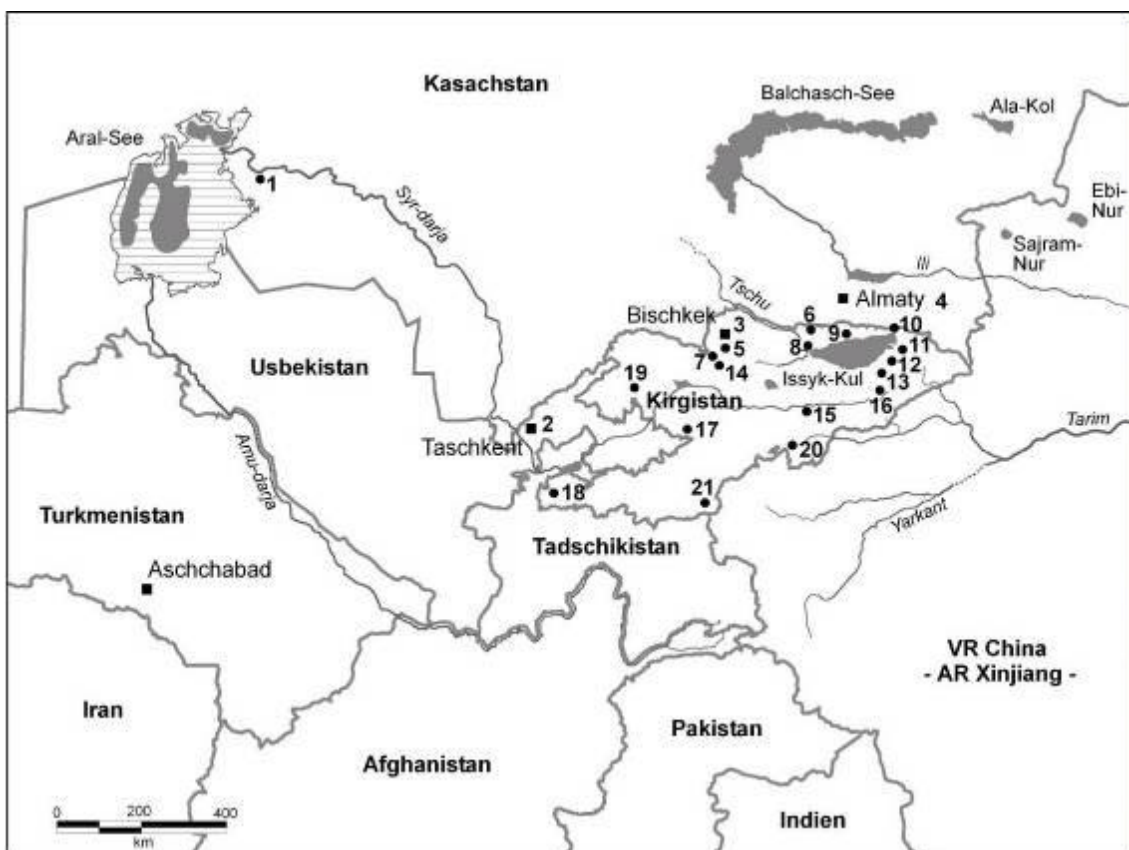 Kasachstan
Balchasch-See
Ala-Kol
Aral-See
1
Syr-darja
Ebi-
Nur
Sajram-
Nur
Ili
Tschu
Almaty 4
Bischkek
3
6
9
10
5
8
11
7
12
14
Issyk-Kul
13
Usbekistan
19
Kirgistan
16
15
2
Taschkent
17
Tarim
20
Amu-darja
18
21
Yarkant
Turkmenistan
Tadschikistan
Aschchabad
VR China
- AR Xinjiang -
Iran
Pakistan
Afghanistan
0 200 400
km
Indien